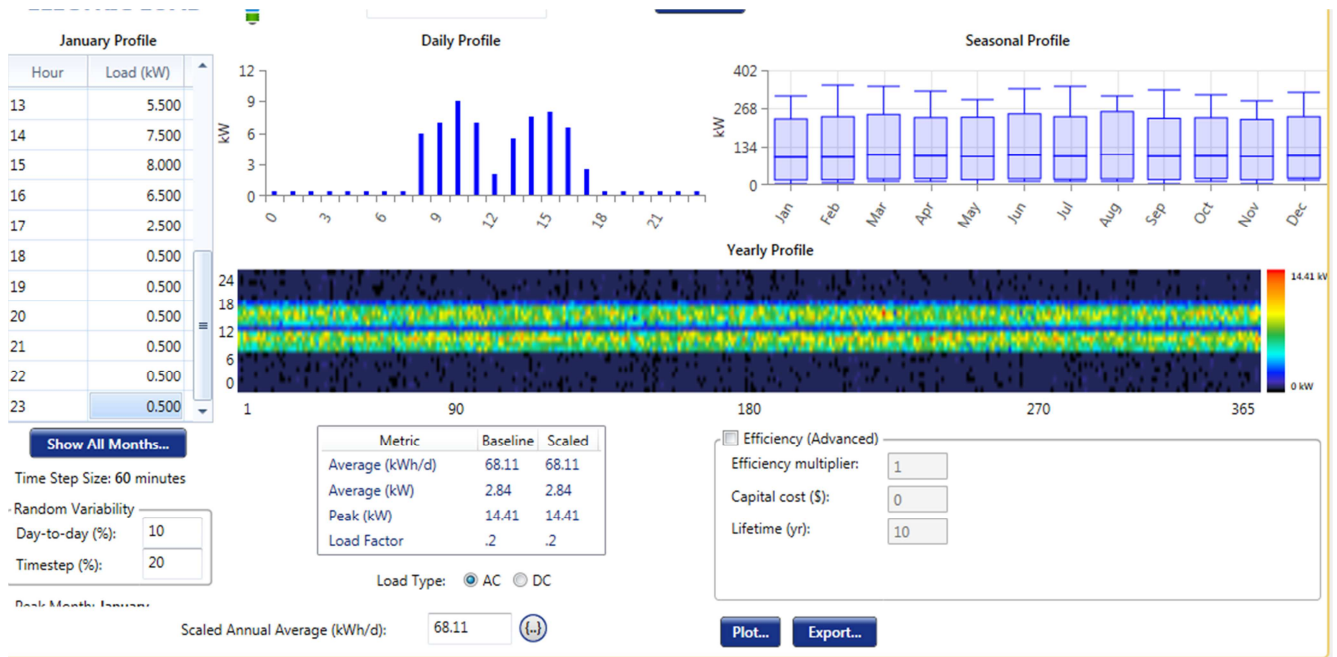 January Profile
Hour Load (kW)
13 5.500
14 7.500
15 8.000
16 6.500
17 2.500
18 0.500
19 0.500
20 0.500
21 0.500
22 0.500
23 0.500
Show All Months...
Time Step Size: 60 minutes
Random Variability
Day-to-day (%): 10
Timestep (%): 20
Peak Month: January
Daily Profile
kW
12
9
6
3
0
0 3 6 9 12 15 18 21
Seasonal Profile
kW
402
268
134
0
Jan Feb Mar Apr May Jun Jul Aug Sep Oct Nov Dec
Yearly Profile
24
18
12
6
0
1 90 180 270 365
14.41 kW
0 kW
Metric Baseline Scaled
Average (kWh/d) 68.11 68.11
Average (kW) 2.84 2.84
Peak (kW) 14.41 14.41
Load Factor .2 .2
Load Type: AC DC
Efficiency (Advanced)
Efficiency multiplier: 1
Capital cost ($): 0
Lifetime (yr): 10
Scaled Annual Average (kWh/d): 68.11 {..}
Plot... Export...